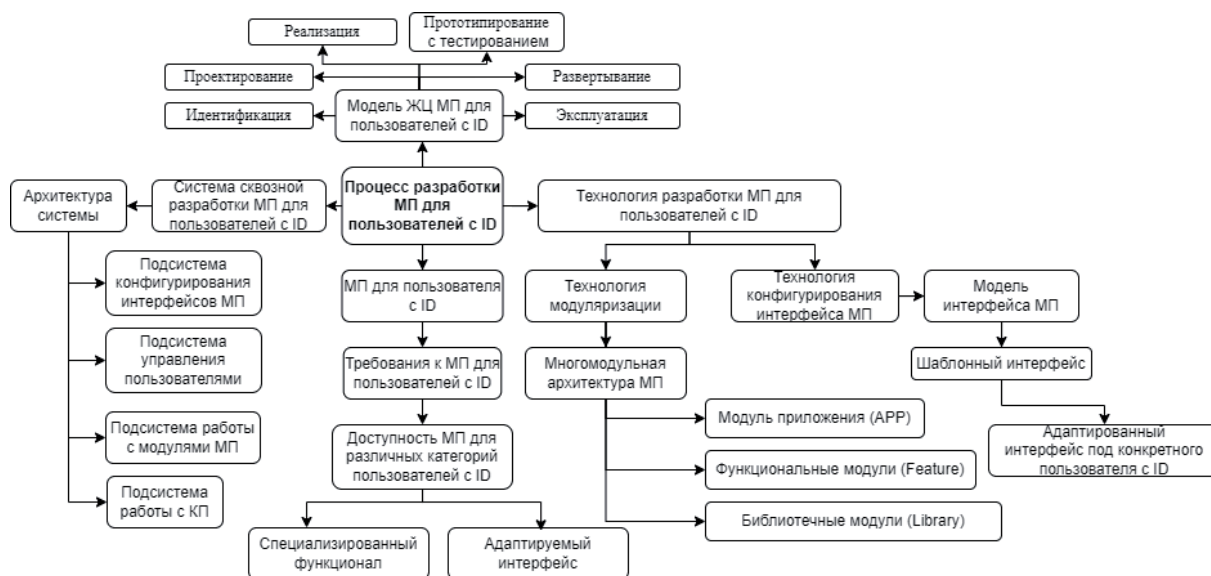 Реализация
Прототипирование
с тестированием
Проектирование
Развертывание
Идентификация
Модель ЖЦ МП для
пользователей с ID
Эксплуатация
Архитектура
системы
Система сквозной
разработки МП для
пользователей с ID
Процесс разработки
МП для
пользователей с ID
Технология разработки МП для
пользователей с ID
Подсистема
конфигурирования
интерфейсов МП
МП для пользователя
с ID
Технология
модуляризации
Технология
конфигурирования
интерфейса МП
Модель
интерфейса МП
Подсистема
управления
пользователями
Требования к МП для
пользователей с ID
Многомодульная
архитектура МП
Шаблонный интерфейс
Подсистема работы
с модулями МП
Доступность МП для
различных категорий
пользователей с ID
Модуль приложения (APP)
Адаптированный
интерфейс под конкретного
пользователя с ID
Функциональные модули (Feature)
Подсистема
работы с КП
Библиотечные модули (Library)
Специализированный
функционал
Адаптируемый
интерфейс